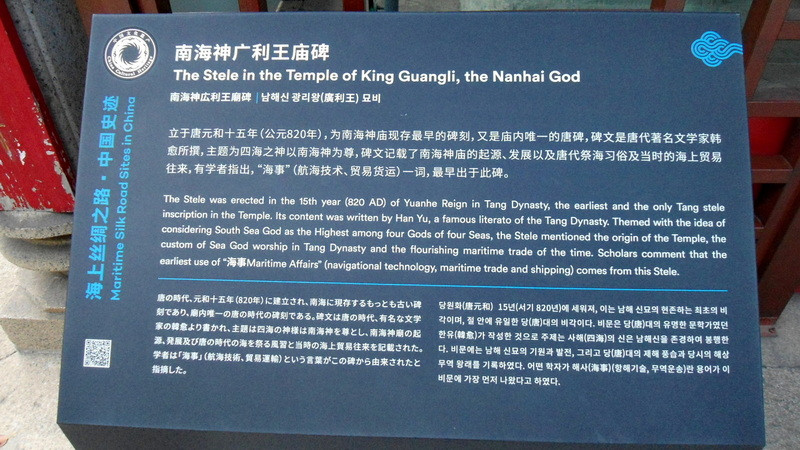 中国文化遗产
China Cultural Heritage
海上丝绸之路·中国史迹
Maritime Silk Road Sites in China
南海神广利王庙碑
The Stele in the Temple of King Guangli, the Nanhai God
南海神広利王廟碑 | 남해신 광리왕(廣利王) 묘비
立于唐元和十五年（公元820年），为南海神庙现存最早的碑刻，又是庙内唯一的唐碑，碑文是唐代著名文学家韩
愈所撰，主题为四海之神以南海神为尊，碑文记载了南海神庙的起源、发展以及唐代祭海习俗及当时的海上贸易
往来，有学者指出，“海事”（航海技术、贸易货运）一词，最早出于此碑。
The Stele was erected in the 15th year (820 AD) of Yuanhe Reign in Tang Dynasty, the earliest and the only Tang stele
inscription in the Temple. Its content was written by Han Yu, a famous literato of the Tang Dynasty. Themed with the idea of
considering South Sea God as the Highest among four Gods of four Seas, the Stele mentioned the origin of the Temple, the
custom of Sea God worship in Tang Dynasty and the flourishing maritime trade of the time. Scholars comment that the
earliest use of “海事Maritime Affairs” (navigational technology, maritime trade and shipping) comes from this Stele.
唐の時代、元和十五年（820年）に建立され、南海に現存するもっとも古い碑
刻であり、廟内唯一の唐の時代の碑刻である。碑文は唐の時代、有名な文学家
の韓愈より書かれ、主題は四海の神様は南海神を尊とし、南海神廟の起
源、発展及び唐の時代の海を祭る風習と当時の海上貿易往来を記載された。
学者は「海事」（航海技術、貿易運輸）という言葉がこの碑から由来されたと
指摘した。
당원화(唐元和) 15년(서기 820년)에 세워져, 이는 남해 신묘의 현존하는 최초의 비
각이며, 절 안에 유일한 당(唐)대의 비각이다. 비문은 당(唐)대의 유명한 문학가였던
한유(韓愈)가 작성한 것으로 주제는 사해(四海)의 신은 남해신을 존경하여 봉행한
다. 비문에는 남해 신묘의 기원과 발전, 그리고 당(唐)대의 제해 풍습과 당시의 해상
무역 왕래를 기록하였다. 어떤 학자가 해사(海事)(항해기술, 무역운송)란 용어가 이
비문에 가장 먼저 나왔다고 하였다.